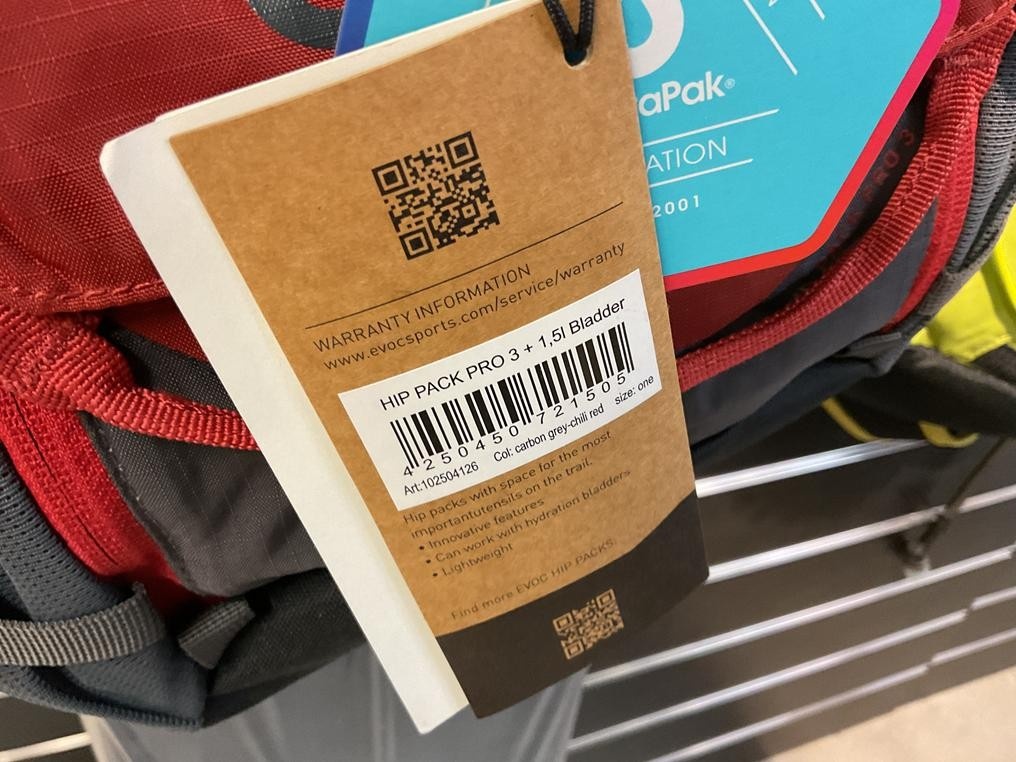 WARRANTY INFORMATION
www.evocsports.com/service/warranty
HIP PACK PRO 3 + 1,5l Bladder
4 250450 721505
Art:102504126 Col: carbon grey-chili red size: one
Hip packs with space for the most
importantutensils on the trail.
• Innovative features
• Can work with hydration bladders
• Lightweight
Find more EVOC HIP PACKS:
aPak®
ATION
2001
PRO 3